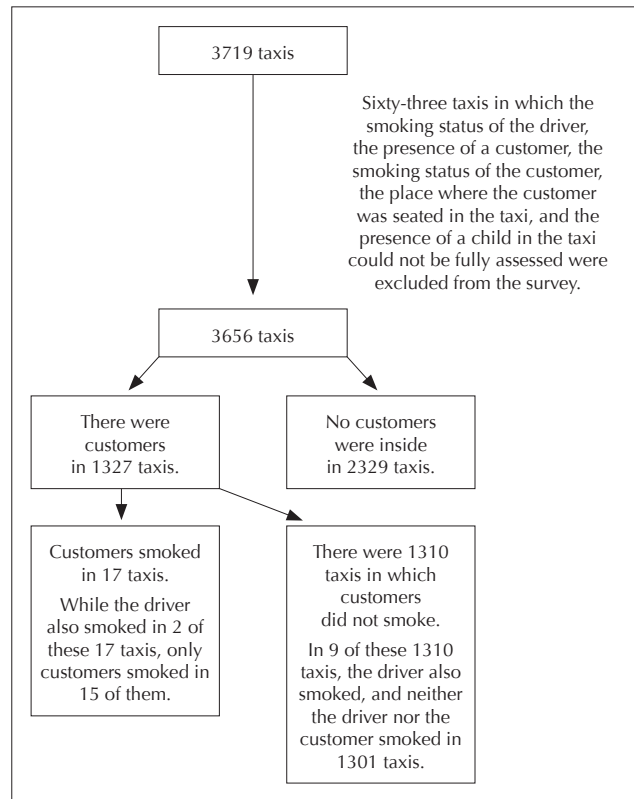 3719 taxis
Sixty-three taxis in which the
smoking status of the driver,
the presence of a customer, the
smoking status of the customer,
the place where the customer
was seated in the taxi, and the
presence of a child in the taxi
could not be fully assessed were
excluded from the survey.
3656 taxis
There were
customers
in 1327 taxis.
No customers
were inside
in 2329 taxis.
Customers smoked
in 17 taxis.
While the driver
also smoked in 2 of
these 17 taxis, only
customers smoked in
15 of them.
There were 1310
taxis in which
customers
did not smoke.
In 9 of these 1310
taxis, the driver also
smoked, and neither
the driver nor the
customer smoked in
1301 taxis.